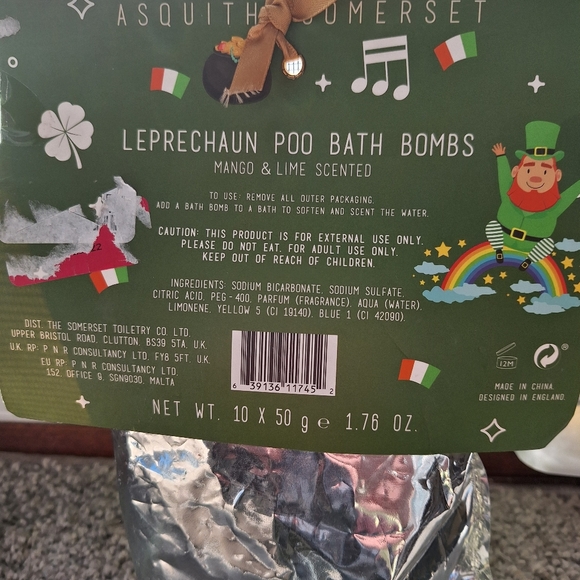 ASQUITH SOMERSET
LEPRECHAUN POO BATH BOMBS
MANGO & LIME SCENTED
TO USE: REMOVE ALL OUTER PACKAGING.
ADD A BATH BOMB TO A BATH TO SOFTEN AND SCENT THE WATER.
CAUTION: THIS PRODUCT IS FOR EXTERNAL USE ONLY.
PLEASE DO NOT EAT. FOR ADULT USE ONLY.
KEEP OUT OF REACH OF CHILDREN.
INGREDIENTS: SODIUM BICARBONATE, SODIUM SULFATE,
CITRIC ACID, PEG-400, PARFUM (FRAGRANCE), AQUA (WATER),
LIMONENE, YELLOW 5 (CI 19140), BLUE 1 (CI 42090).
DIST. THE SOMERSET TOILETRY CO. LTD.
UPPER BRISTOL ROAD, CLUTTON, BS39 5TA. U.K.
U.K. RP: P N R CONSULTANCY LTD. FY8 5FT. U.K.
EU RP: P N R CONSULTANCY LTD.
152, OFFICE 9, SGN9030, MALTA
6 39136 11745 2
12M
MADE IN CHINA.
DESIGNED IN ENGLAND.
NET WT. 10 X 50 g e 1.76 OZ.